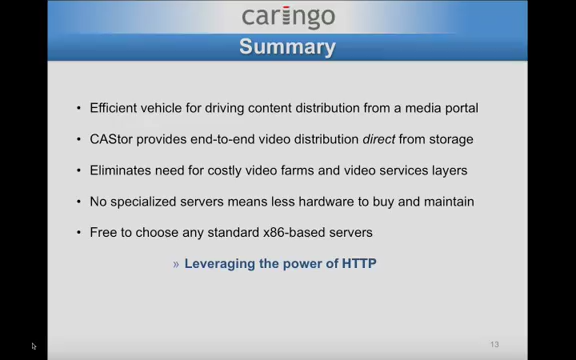 caringo
Summary
• Efficient vehicle for driving content distribution from a media portal
• CAStor provides end-to-end video distribution direct from storage
• Eliminates need for costly video farms and video services layers
• No specialized servers means less hardware to buy and maintain
• Free to choose any standard x86-based servers
» Leveraging the power of HTTP
13